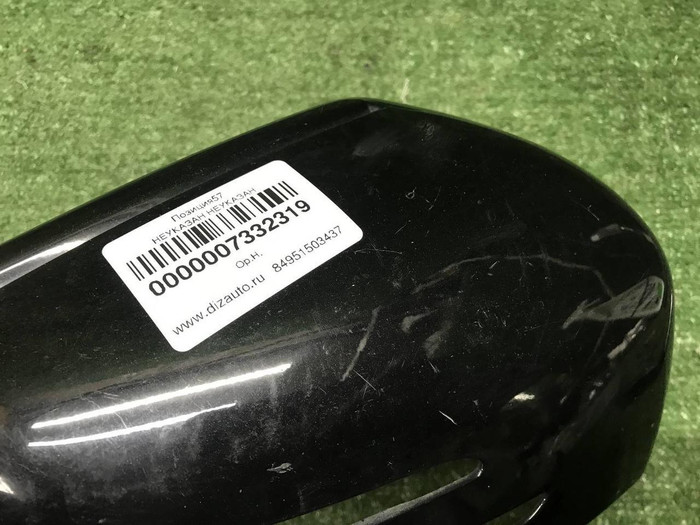 Позиция57
НЕУКАЗАН НЕУКАЗАН
0000007332319
Ор.Н.
www.dizauto.ru 84951503437